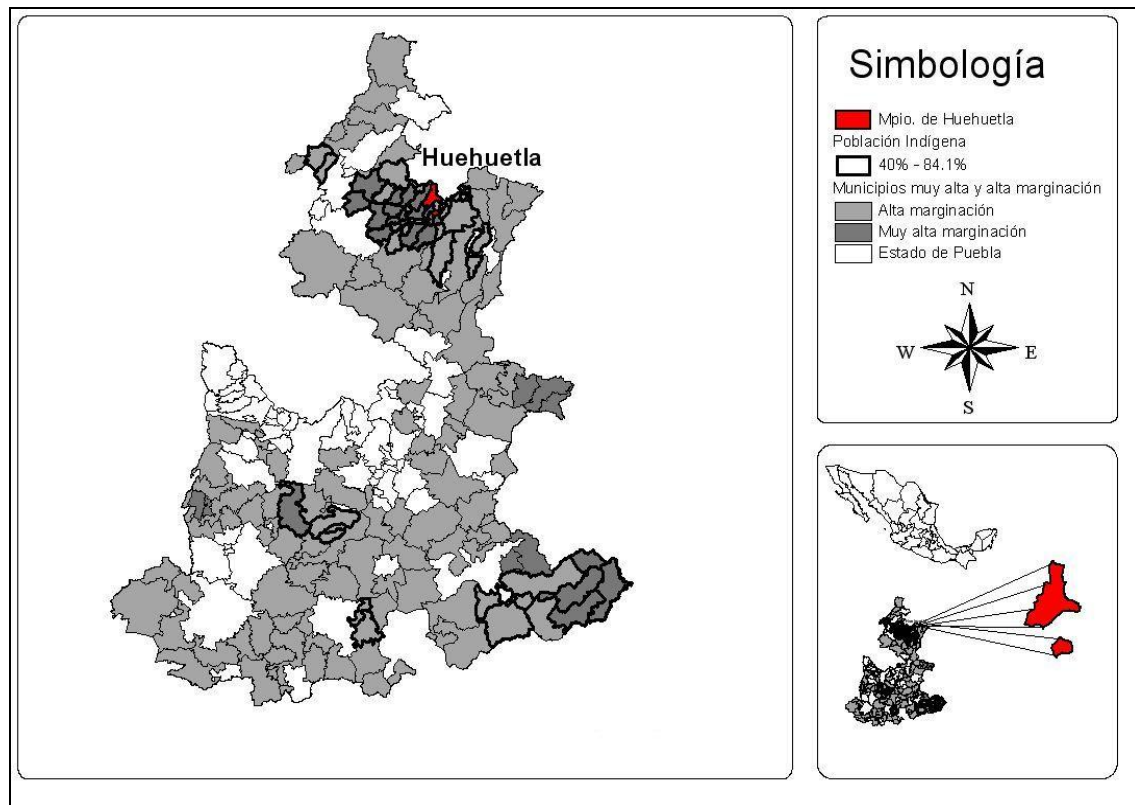 Huehuetla
Simbología
Mpio. de Huehuetla
Población Indígena
40% - 84.1%
Municipios muy alta y alta marginación
Alta marginación
Muy alta marginación
Estado de Puebla
N
W
E
S